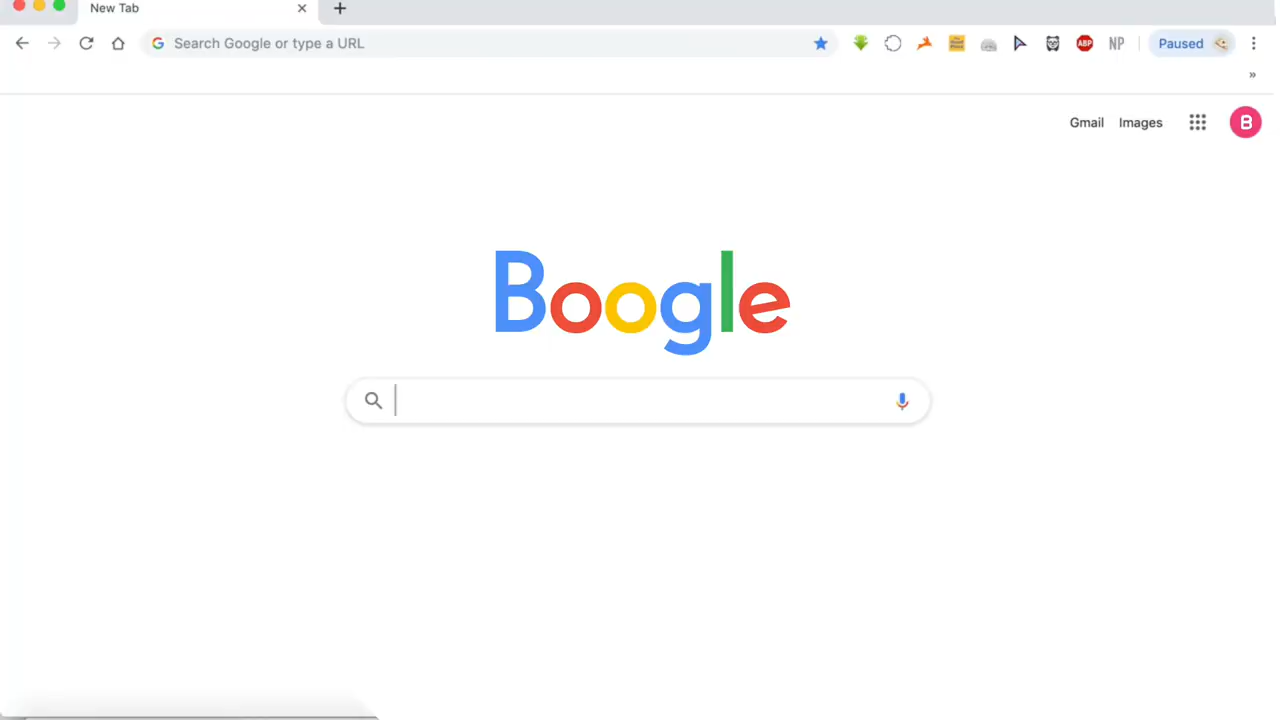 New Tab
Search Google or type a URL
ABP
NP
Paused
»
Gmail Images
B
Boogle